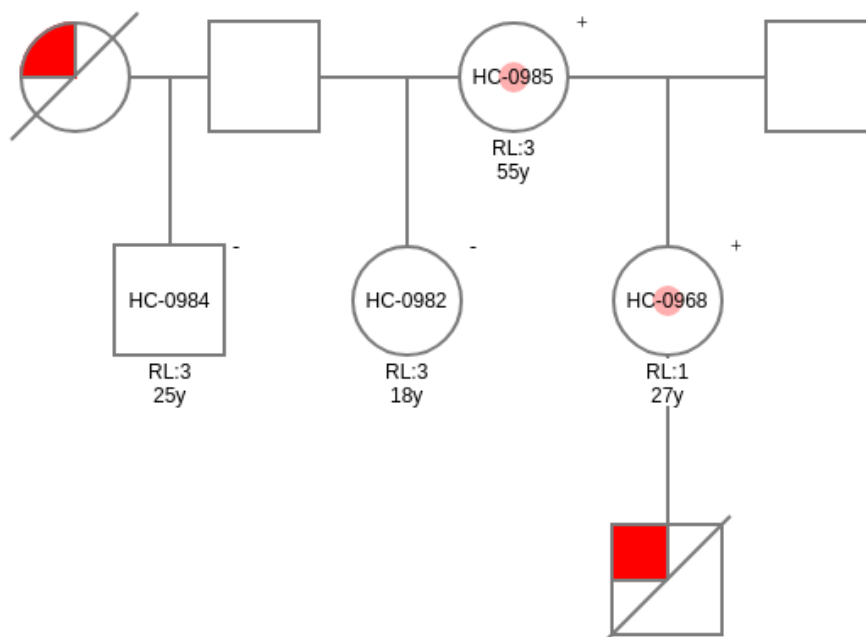 +
HC-0985
RL:3
55y
-
-
+
HC-0984
HC-0982
HC-0968
RL:3
RL:3
RL:1
25y
18y
27y